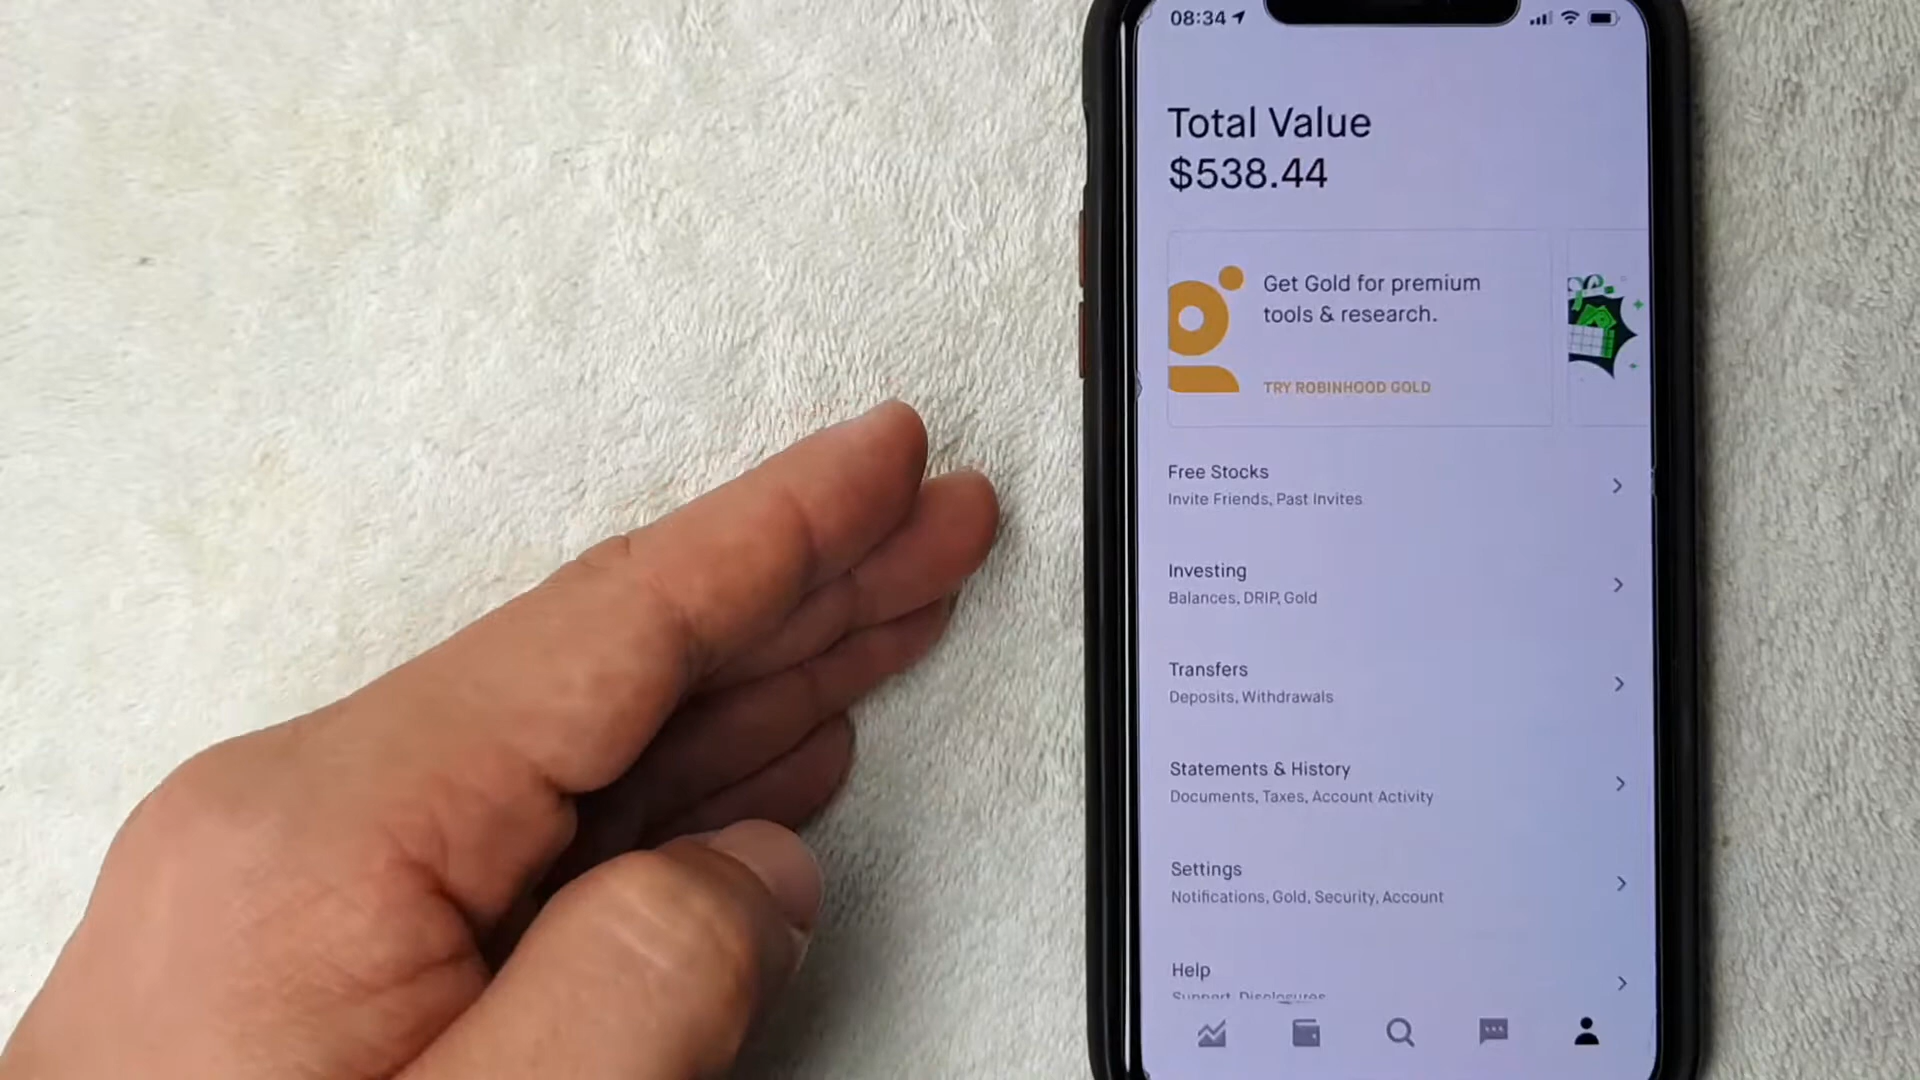 08:34
Total Value
$538.44
Get Gold for premium
tools & research.
TRY ROBINHOOD GOLD
Free Stocks
Invite Friends, Past Invites
Investing
Balances, DRIP, Gold
Transfers
Deposits, Withdrawals
Statements & History
Documents, Taxes, Account Activity
Settings
Notifications, Gold, Security, Account
Help
Support, Disclosures